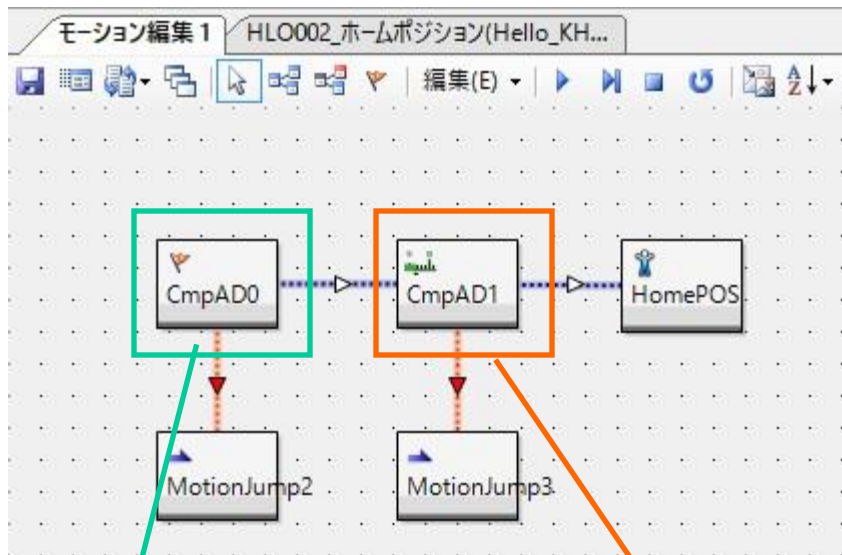 モーション編集 1
HLO002_ホームポジション(Hello_KH...
編集(E)
A
Z
CmpAD0
CmpAD1
HomePOS
MotionJump2
MotionJump3